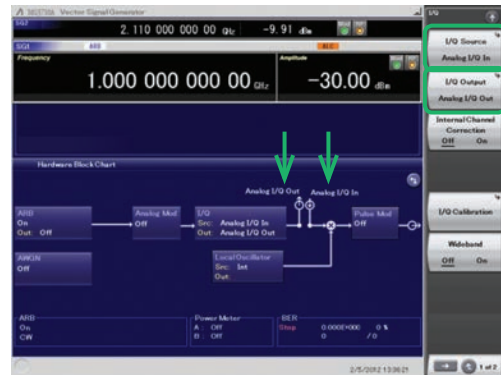 MG3710A Vector Signal Generator
SG2
2. 110 000 000 00 GHz
-9. 91 dBm
SG1
ARB
Frequency
1.000 000 000 00 GHz
Amplitude
-30.00 dBm
Hardware Block Chart
Analog I/Q Out
Analog I/Q In
ARB
On
Out: Off
Analog Mod
Off
I/Q
Src: Analog I/Q In
Out: Analog I/Q Out
Pulse Mod
Off
AWGN
Off
Local Oscillator
Src: Int
Out:
ARB
On
CW
Power Meter
A : Off
B : Off
BER
Stop
0.000E+000
0 %
0
/ 0
2/5/2012 13:36:21
I/Q
I/Q Source
Analog I/Q In
I/Q Output
Analog I/Q Out
Internal Channel
Correction
Off On
I/Q Calibration
Wideband
Off On
1 of 2